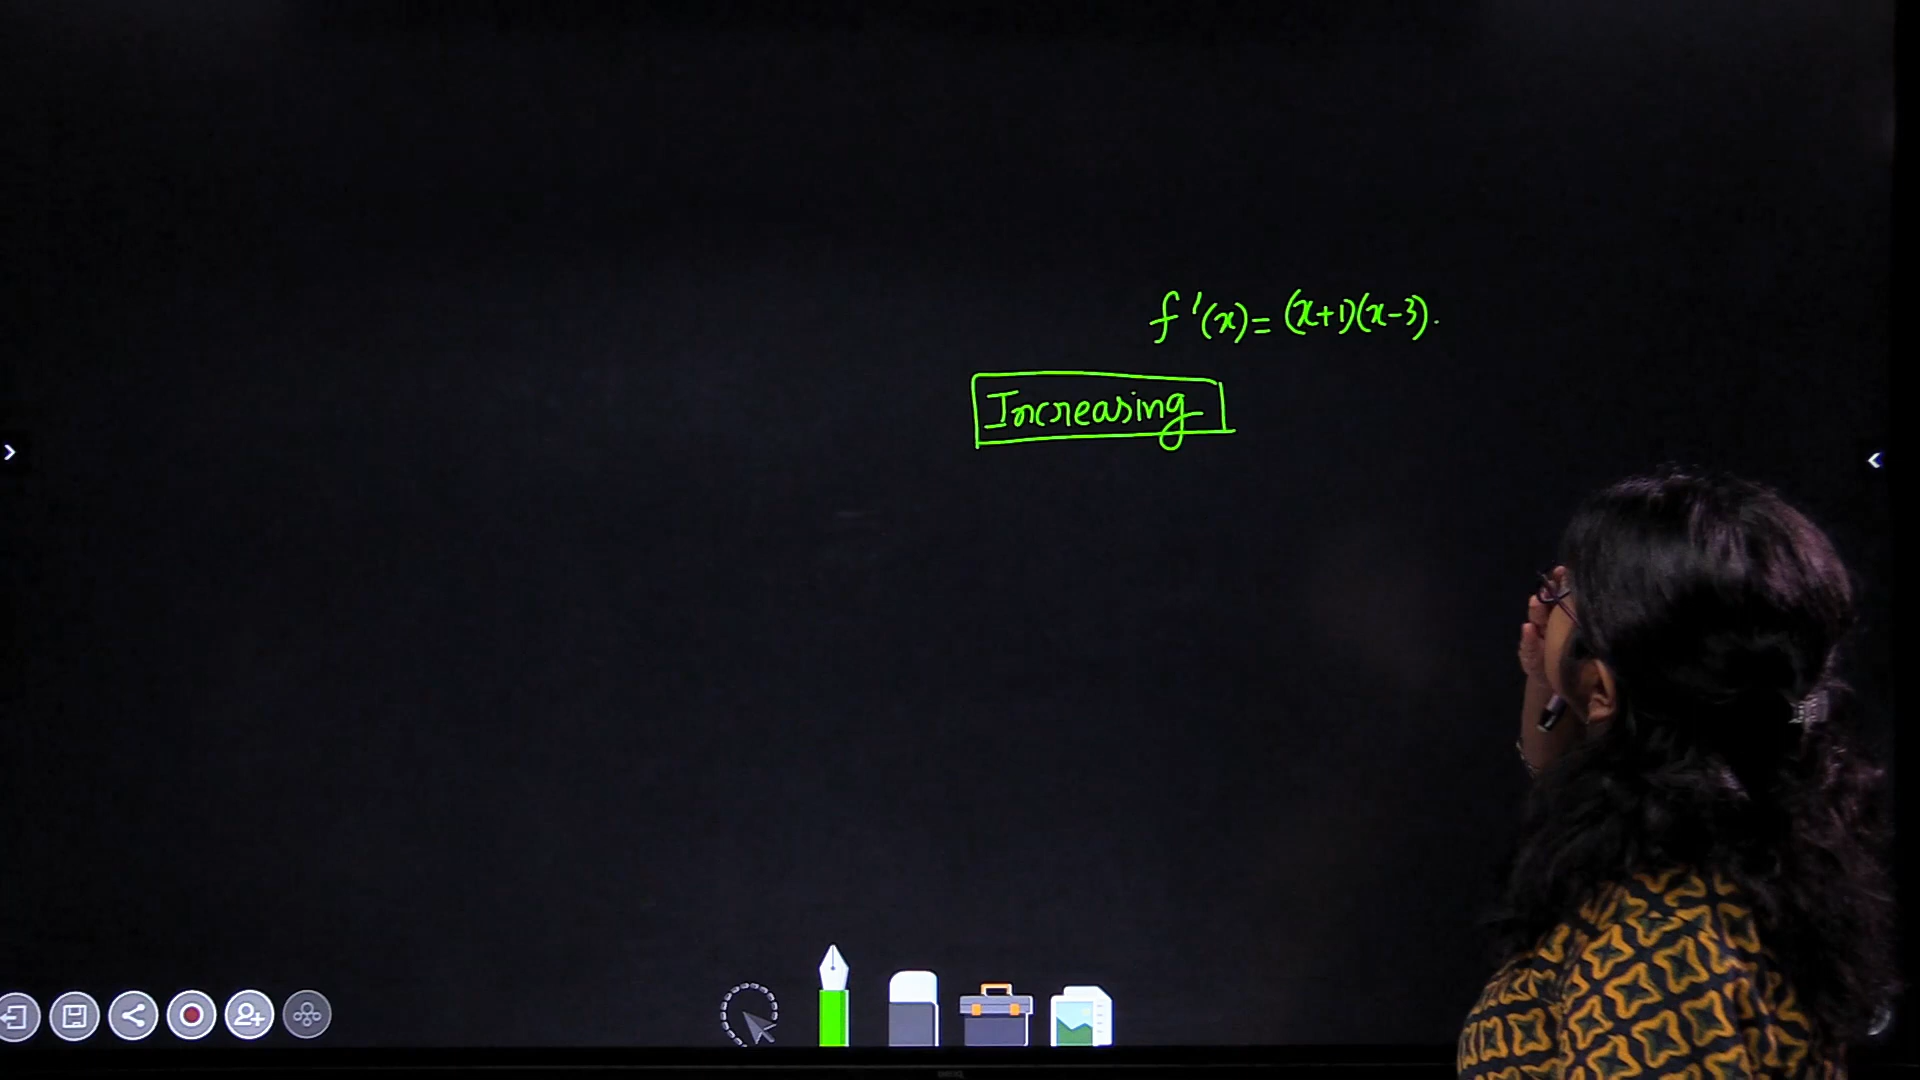 f'(x) = (x+1)(x-3).
Increasing